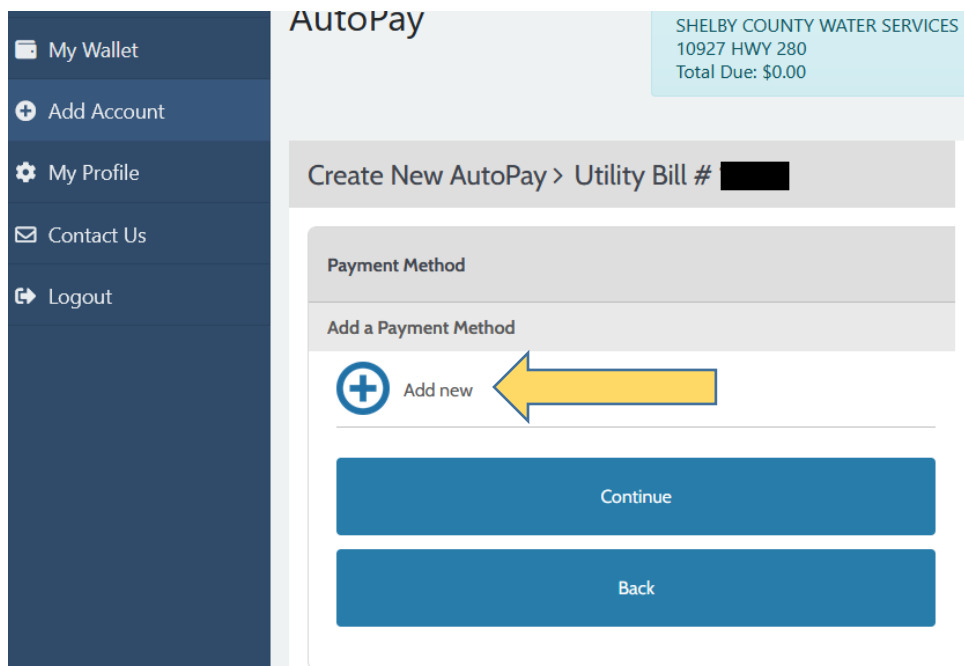 My Wallet
Add Account
My Profile
Contact Us
Logout
AutoPay
SHELBY COUNTY WATER SERVICES
10927 HWY 280
Total Due: $0.00
Create New AutoPay > Utility Bill #
Payment Method
Add a Payment Method
Add new
Continue
Back